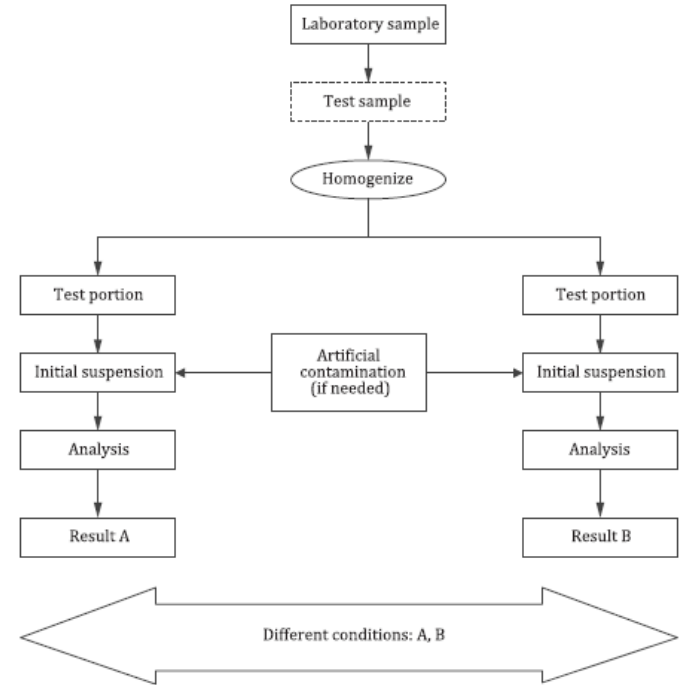 Laboratory sample
Test sample
Homogenize
Test portion
Test portion
Initial suspension
Artificial
contamination
(if needed)
Initial suspension
Analysis
Analysis
Result A
Result B
Different conditions: A, B